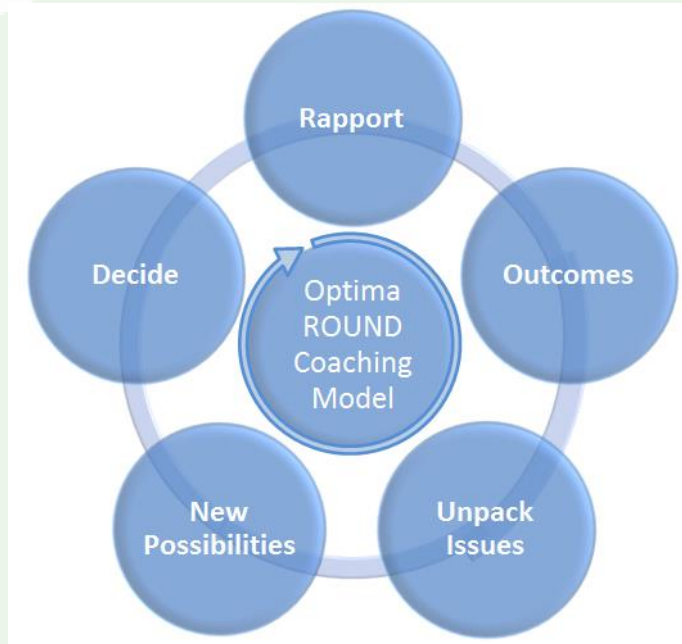 Rapport
Outcomes
Unpack
Issues
New
Possibilities
Decide
Optima
ROUND
Coaching
Model